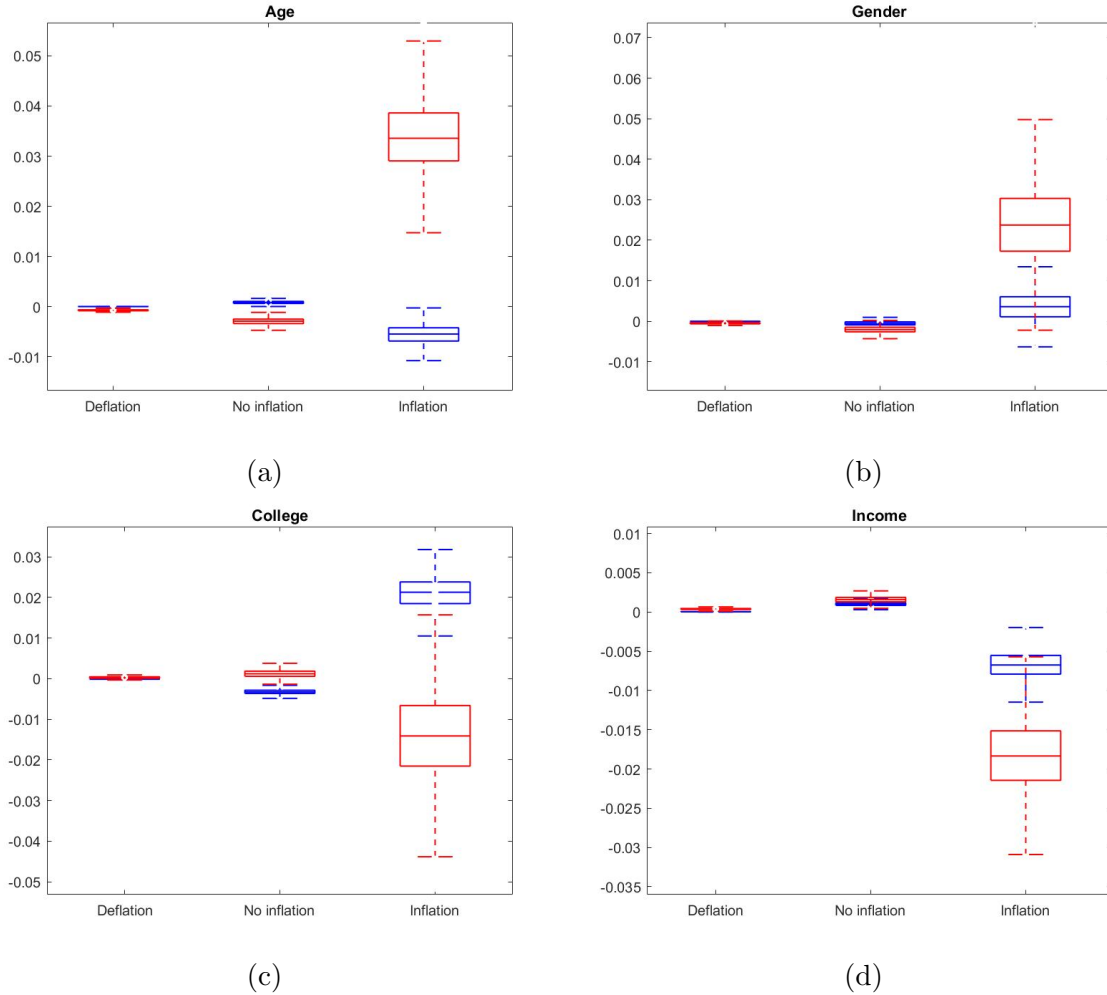 Age
0.05
0.04
0.03
0.02
0.01
0
-0.01
Deflation No inflation Inflation
(a)
Gender
0.07
0.06
0.05
0.04
0.03
0.02
0.01
0
-0.01
Deflation No inflation Inflation
(b)
College
0.03
0.02
0.01
0
-0.01
-0.02
-0.03
-0.04
-0.05
Deflation No inflation Inflation
(c)
Income
0.01
0.005
0
-0.005
-0.01
-0.015
-0.02
-0.025
-0.03
-0.035
Deflation No inflation Inflation
(d)